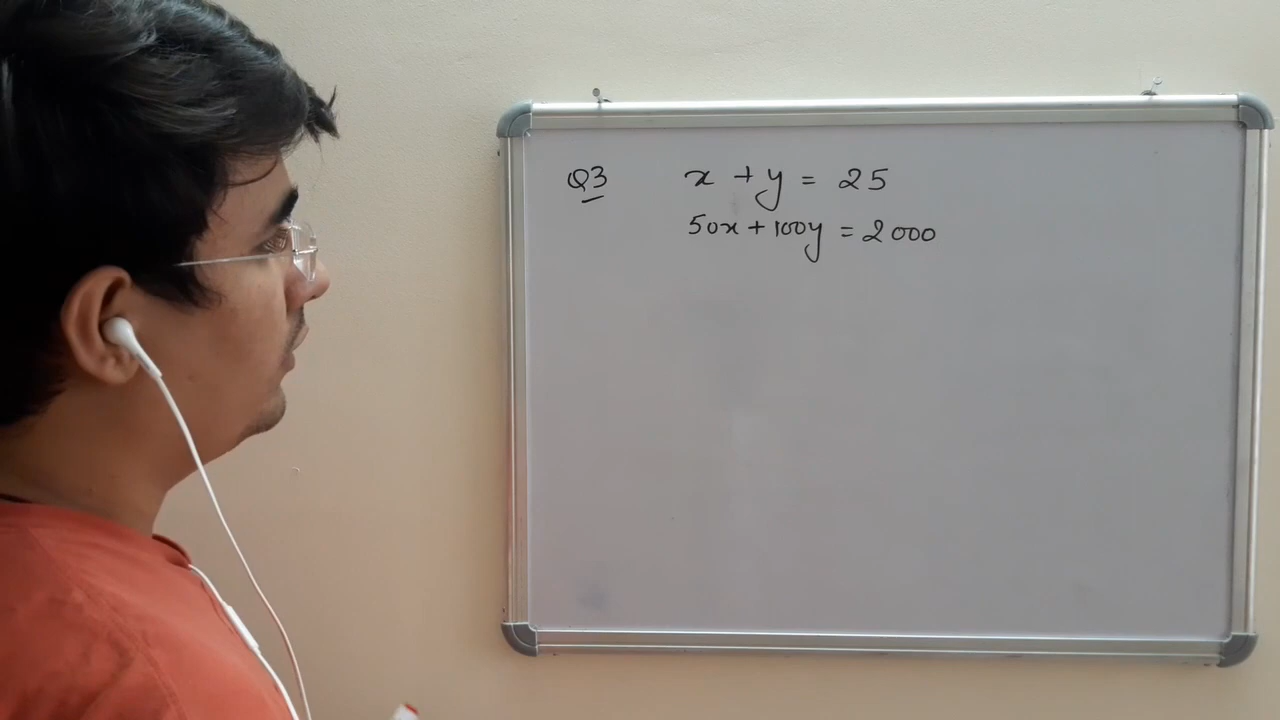 Q3 x + y = 25
50x + 100y = 2000